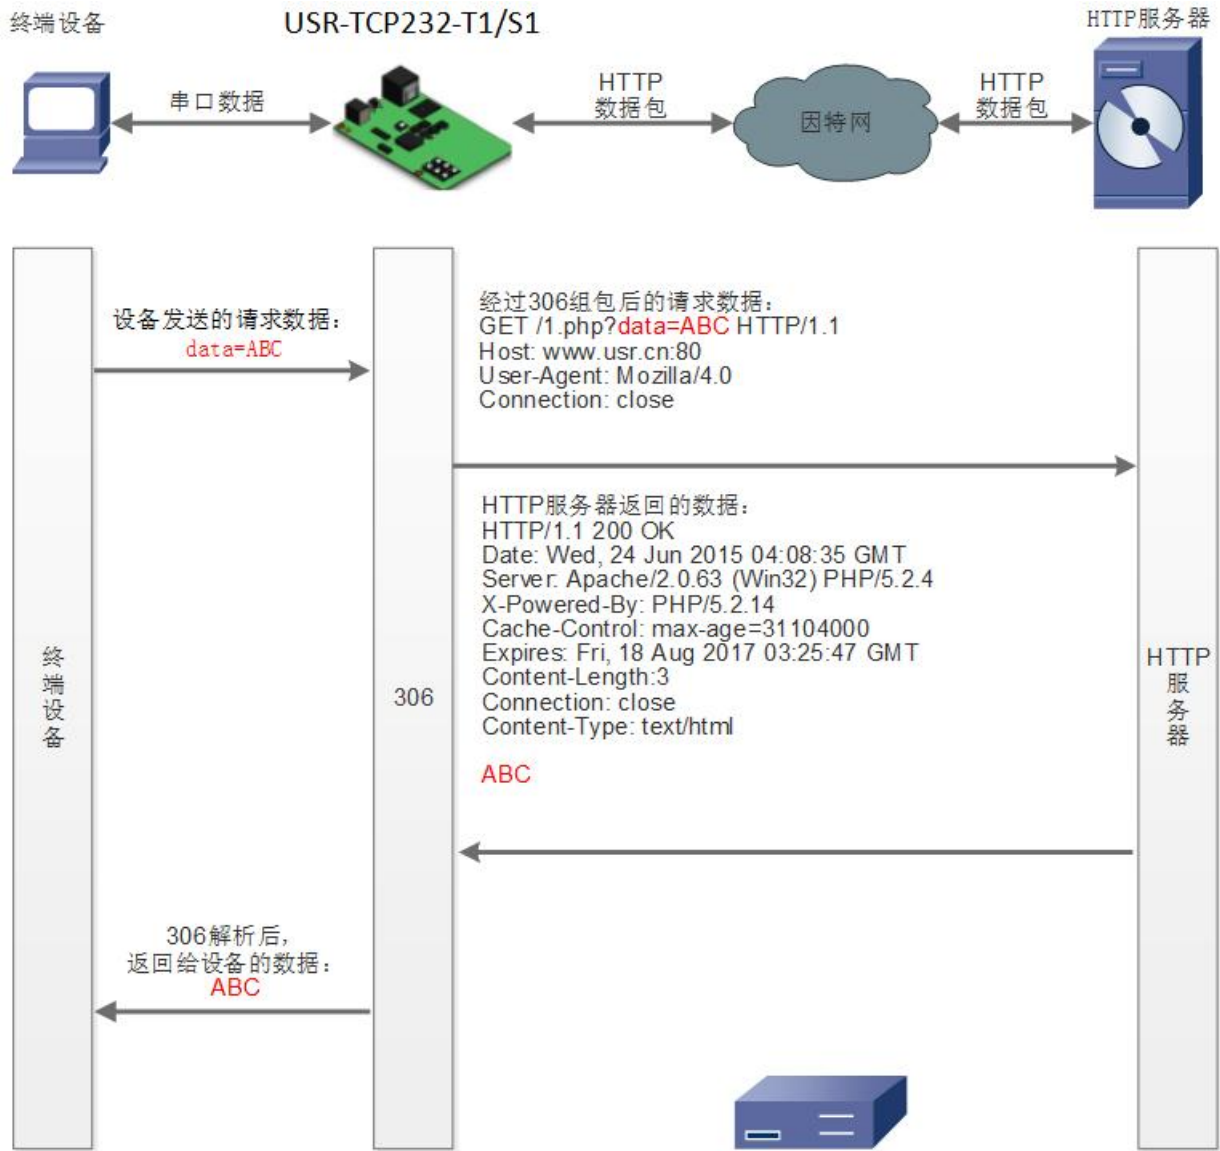 终端设备
USR-TCP232-T1/S1
HTTP服务器
串口数据
HTTP
数据包
因特网
HTTP
数据包
设备发送的请求数据：
data=ABC
经过306组包后的请求数据：
GET /1.php?data=ABC HTTP/1.1
Host: www.usr.cn:80
User-Agent: Mozilla/4.0
Connection: close
HTTP服务器返回的数据：
HTTP/1.1 200 OK
Date: Wed, 24 Jun 2015 04:08:35 GMT
Server: Apache/2.0.63 (Win32) PHP/5.2.4
X-Powered-By: PHP/5.2.14
Cache-Control: max-age=31104000
Expires: Fri, 18 Aug 2017 03:25:47 GMT
Content-Length:3
Connection: close
Content-Type: text/html
ABC
终
端
设
备
306
HTTP
服
务
器
306解析后，
返回给设备的数据：
ABC